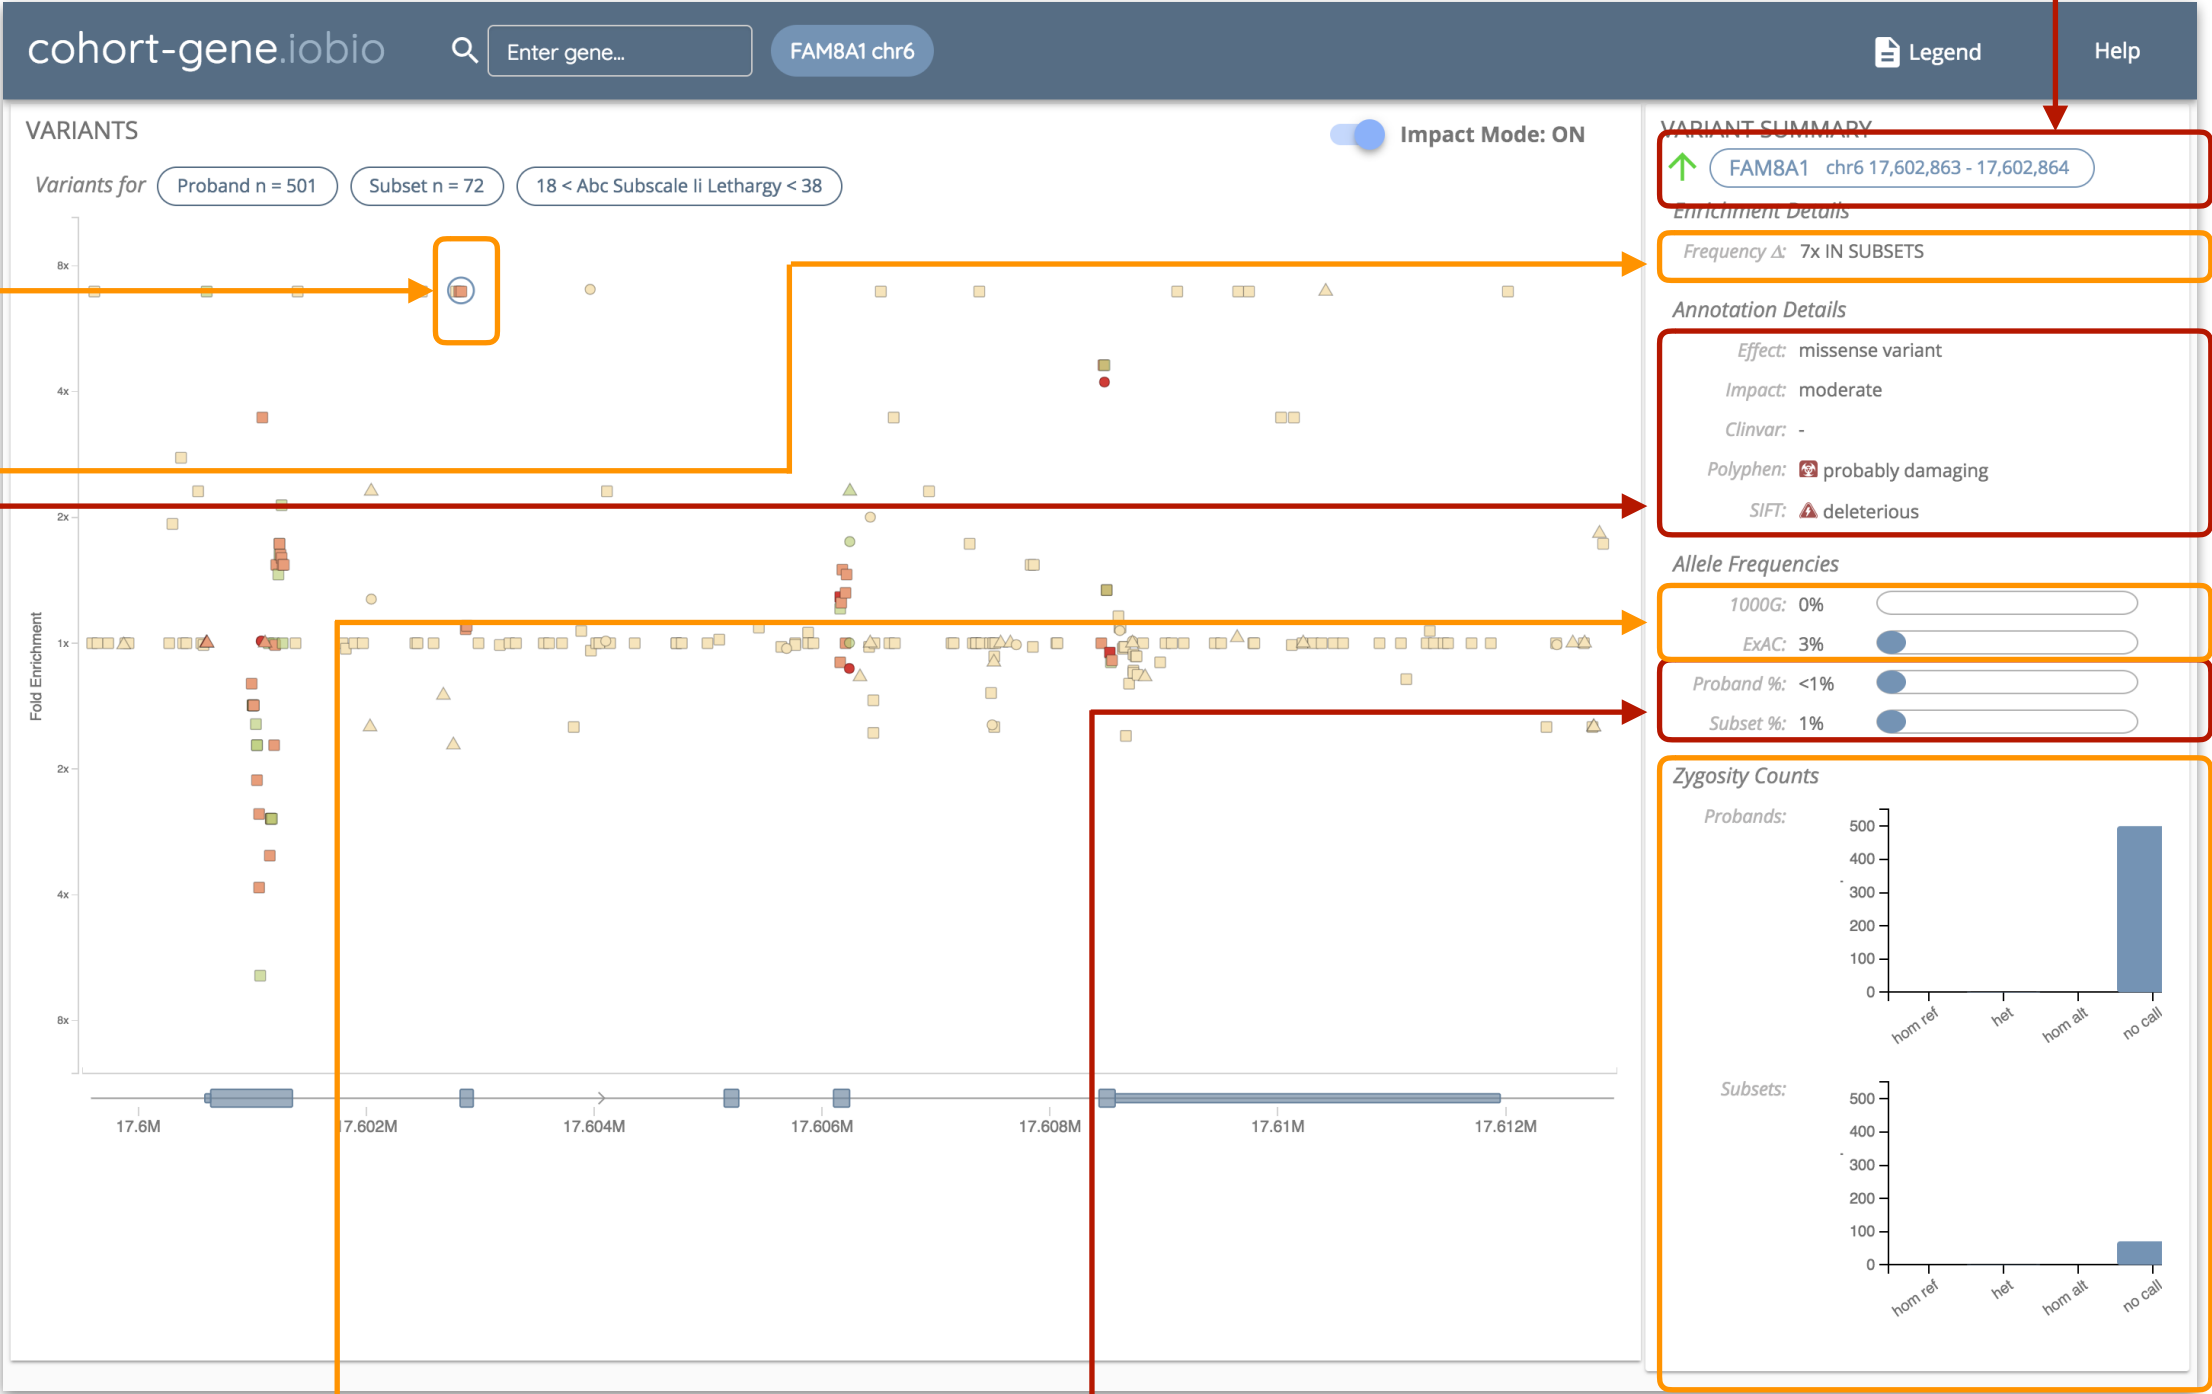 cohort-gene.iobio
Enter gene...
FAM8A1 chr6
Legend
Help
VARIANTS
Impact Mode: ON
Variants for
Proband n = 501
Subset n = 72
18 < Abc Subscale Ii Lethargy < 38
8x
4x
2x
1x
2x
4x
8x
Fold Enrichment
17.6M
17.602M
17.604M
17.606M
17.608M
17.61M
17.612M
VARIANT SUMMARY
FAM8A1 chr6 17,602,863 - 17,602,864
Enrichment Details
Frequency Δ: 7x IN SUBSETS
Annotation Details
Effect: missense variant
Impact: moderate
Clinvar: -
Polyphen: probably damaging
SIFT: deleterious
Allele Frequencies
1000G: 0%
ExAC: 3%
Proband %: <1%
Subset %: 1%
Zygosity Counts
Probands:
500
400
300
200
100
0
hom ref
het
hom alt
no call
Subsets:
500
400
300
200
100
0
hom ref
het
hom alt
no call